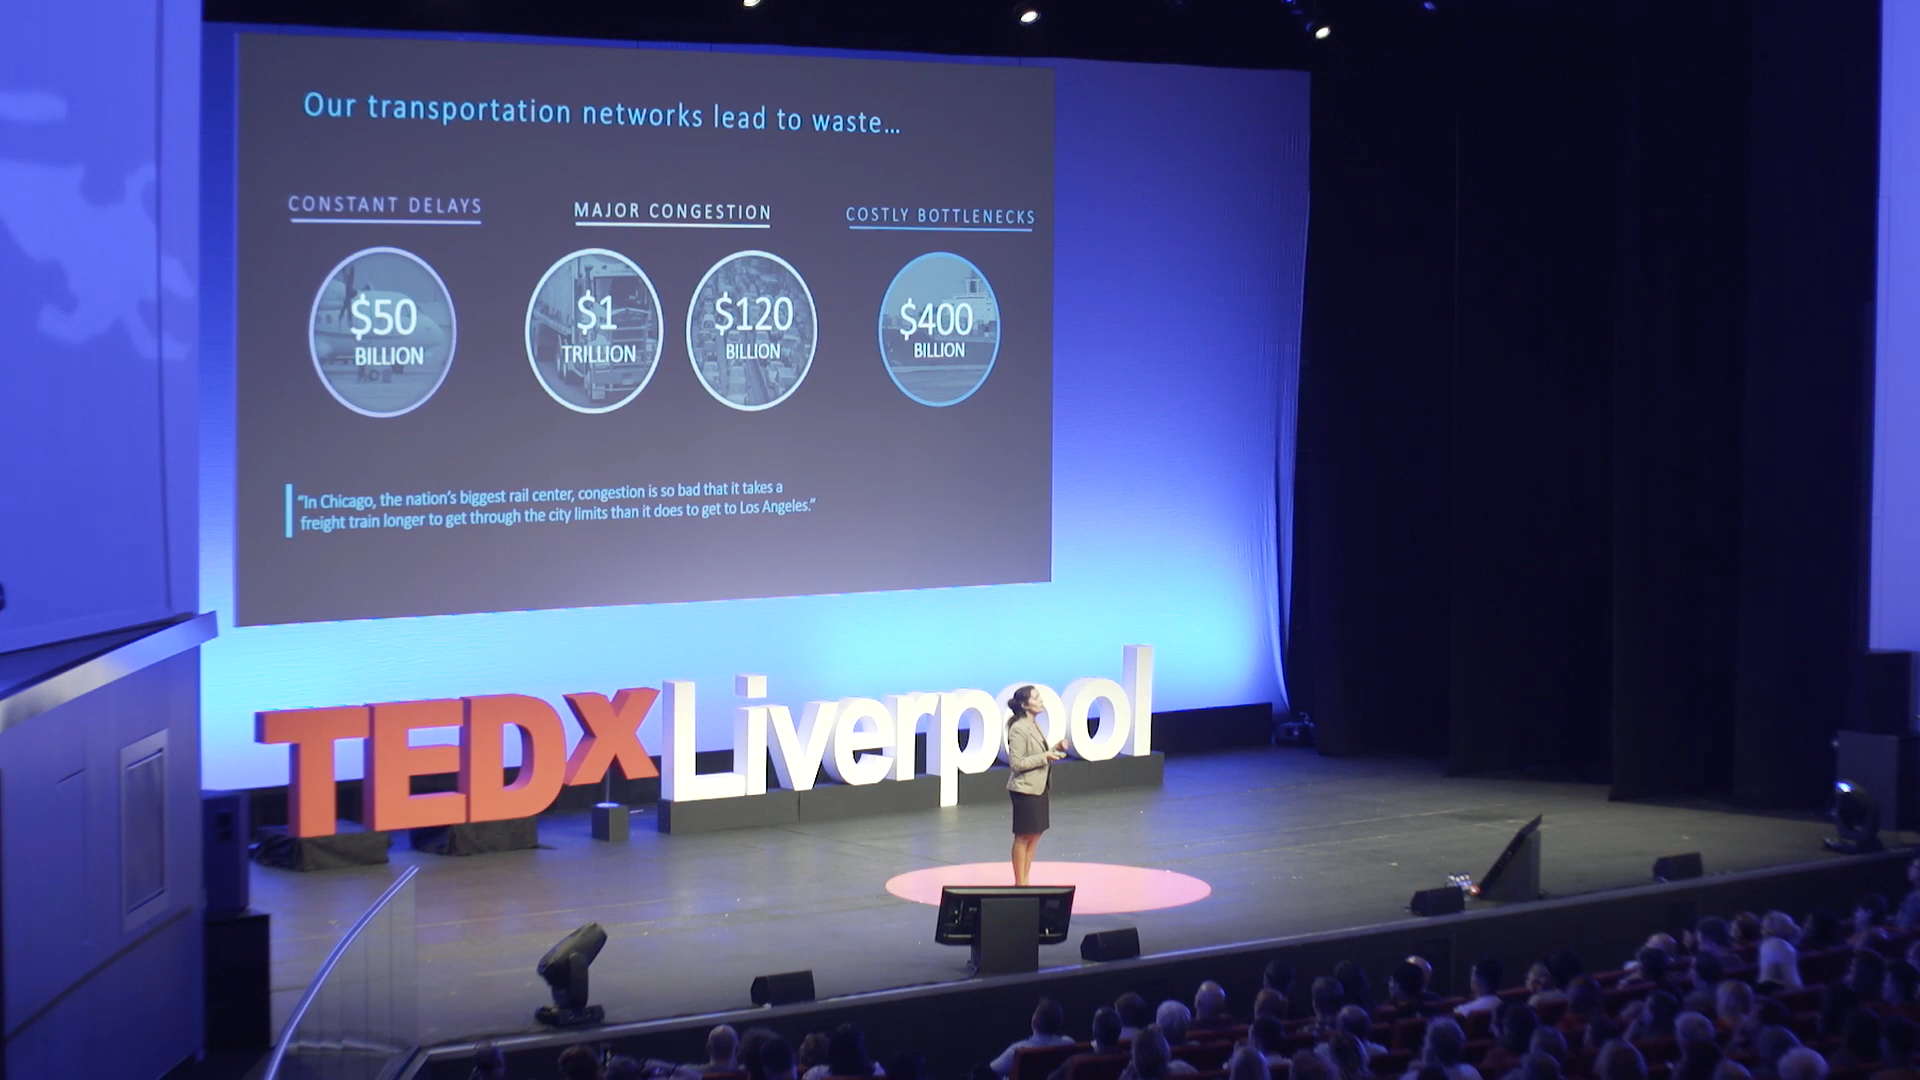 Our transportation networks lead to waste...
CONSTANT DELAYS
MAJOR CONGESTION
COSTLY BOTTLENECKS
$50
BILLION
$1
TRILLION
$120
BILLION
$400
BILLION
“In Chicago, the nation’s biggest rail center, congestion is so bad that it takes a
freight train longer to get through the city limits than it does to get to Los Angeles.”
TEDxLiverpool